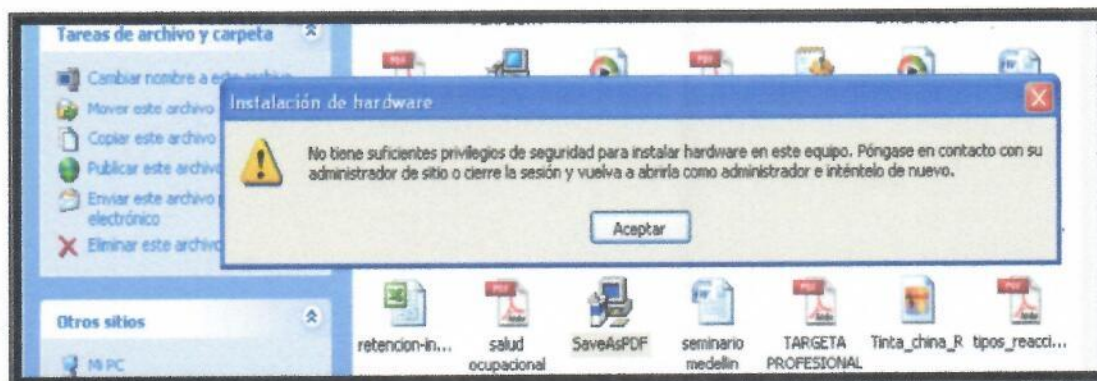 Tareas de archivo y carpeta
Cambiar nombre a este archivo
Mover este archivo
Copiar este archivo
Publicar este archivo
Enviar este archivo
electrónico
Eliminar este archivo
Otros sitios
Mi PC
Instalación de hardware
No tiene suficientes privilegios de seguridad para instalar hardware en este equipo. Póngase en contacto con su
administrador de sitio o cierre la sesión y vuelva a abrirla como administrador e inténtelo de nuevo.
Aceptar
retencion-in...
salud
ocupacional
SaveAsPDF
seminario
medellin
TARGETA
PROFESIONAL
Tinta_china_R
tipos_reacci...